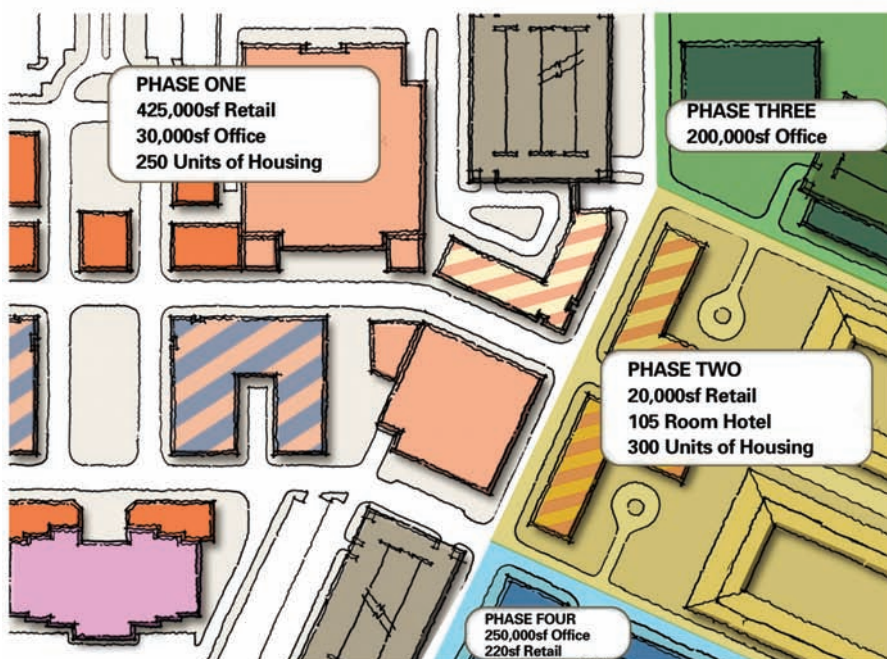 PHASE ONE
425,000sf Retail
30,000sf Office
250 Units of Housing
PHASE THREE
200,000sf Office
PHASE TWO
20,000sf Retail
105 Room Hotel
300 Units of Housing
PHASE FOUR
250,000sf Office
220sf Retail